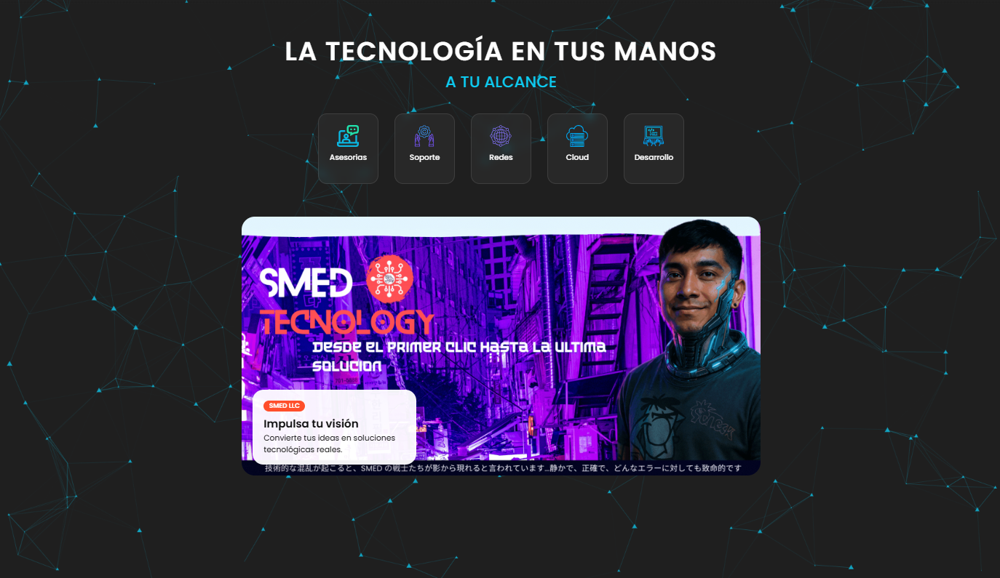 LA TECNOLOGÍA EN TUS MANOS
A TU ALCANCE
Asesorias
Soporte
Redes
Cloud
Desarrollo
SMED
TECNOLOGY
DESDE EL PRIMER CLIC HASTA LA ULTIMA
SOLUCION
701-0888
SMED LLC
Impulsa tu visión
Convierte tus ideas en soluciones
tecnológicas reales.
技術的な混乱が起こると、SMED の戦士たちが影から現れると言われています...静かで、正確で、どんなエラーに対しても致命的です